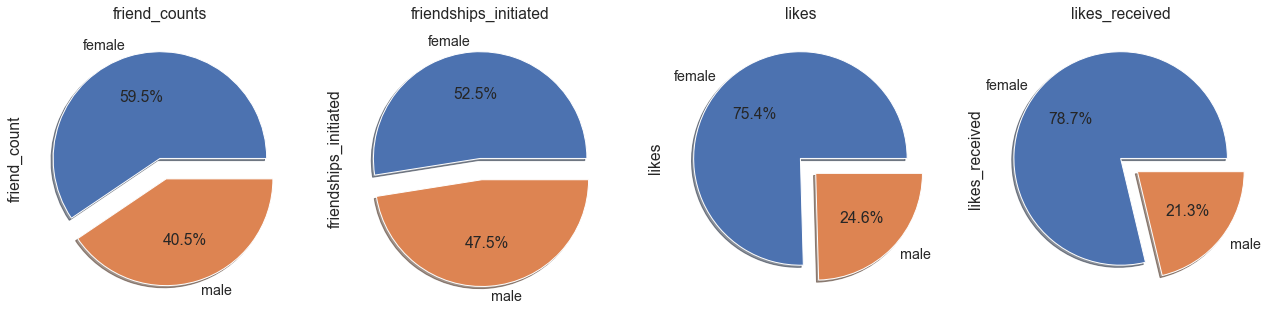 friend_counts
female
59.5%
friend_count
40.5%
male
friendships_initiated
female
52.5%
friendships_initiated
47.5%
male
likes
female
75.4%
likes
24.6%
male
likes_received
female
78.7%
likes_received
21.3%
male